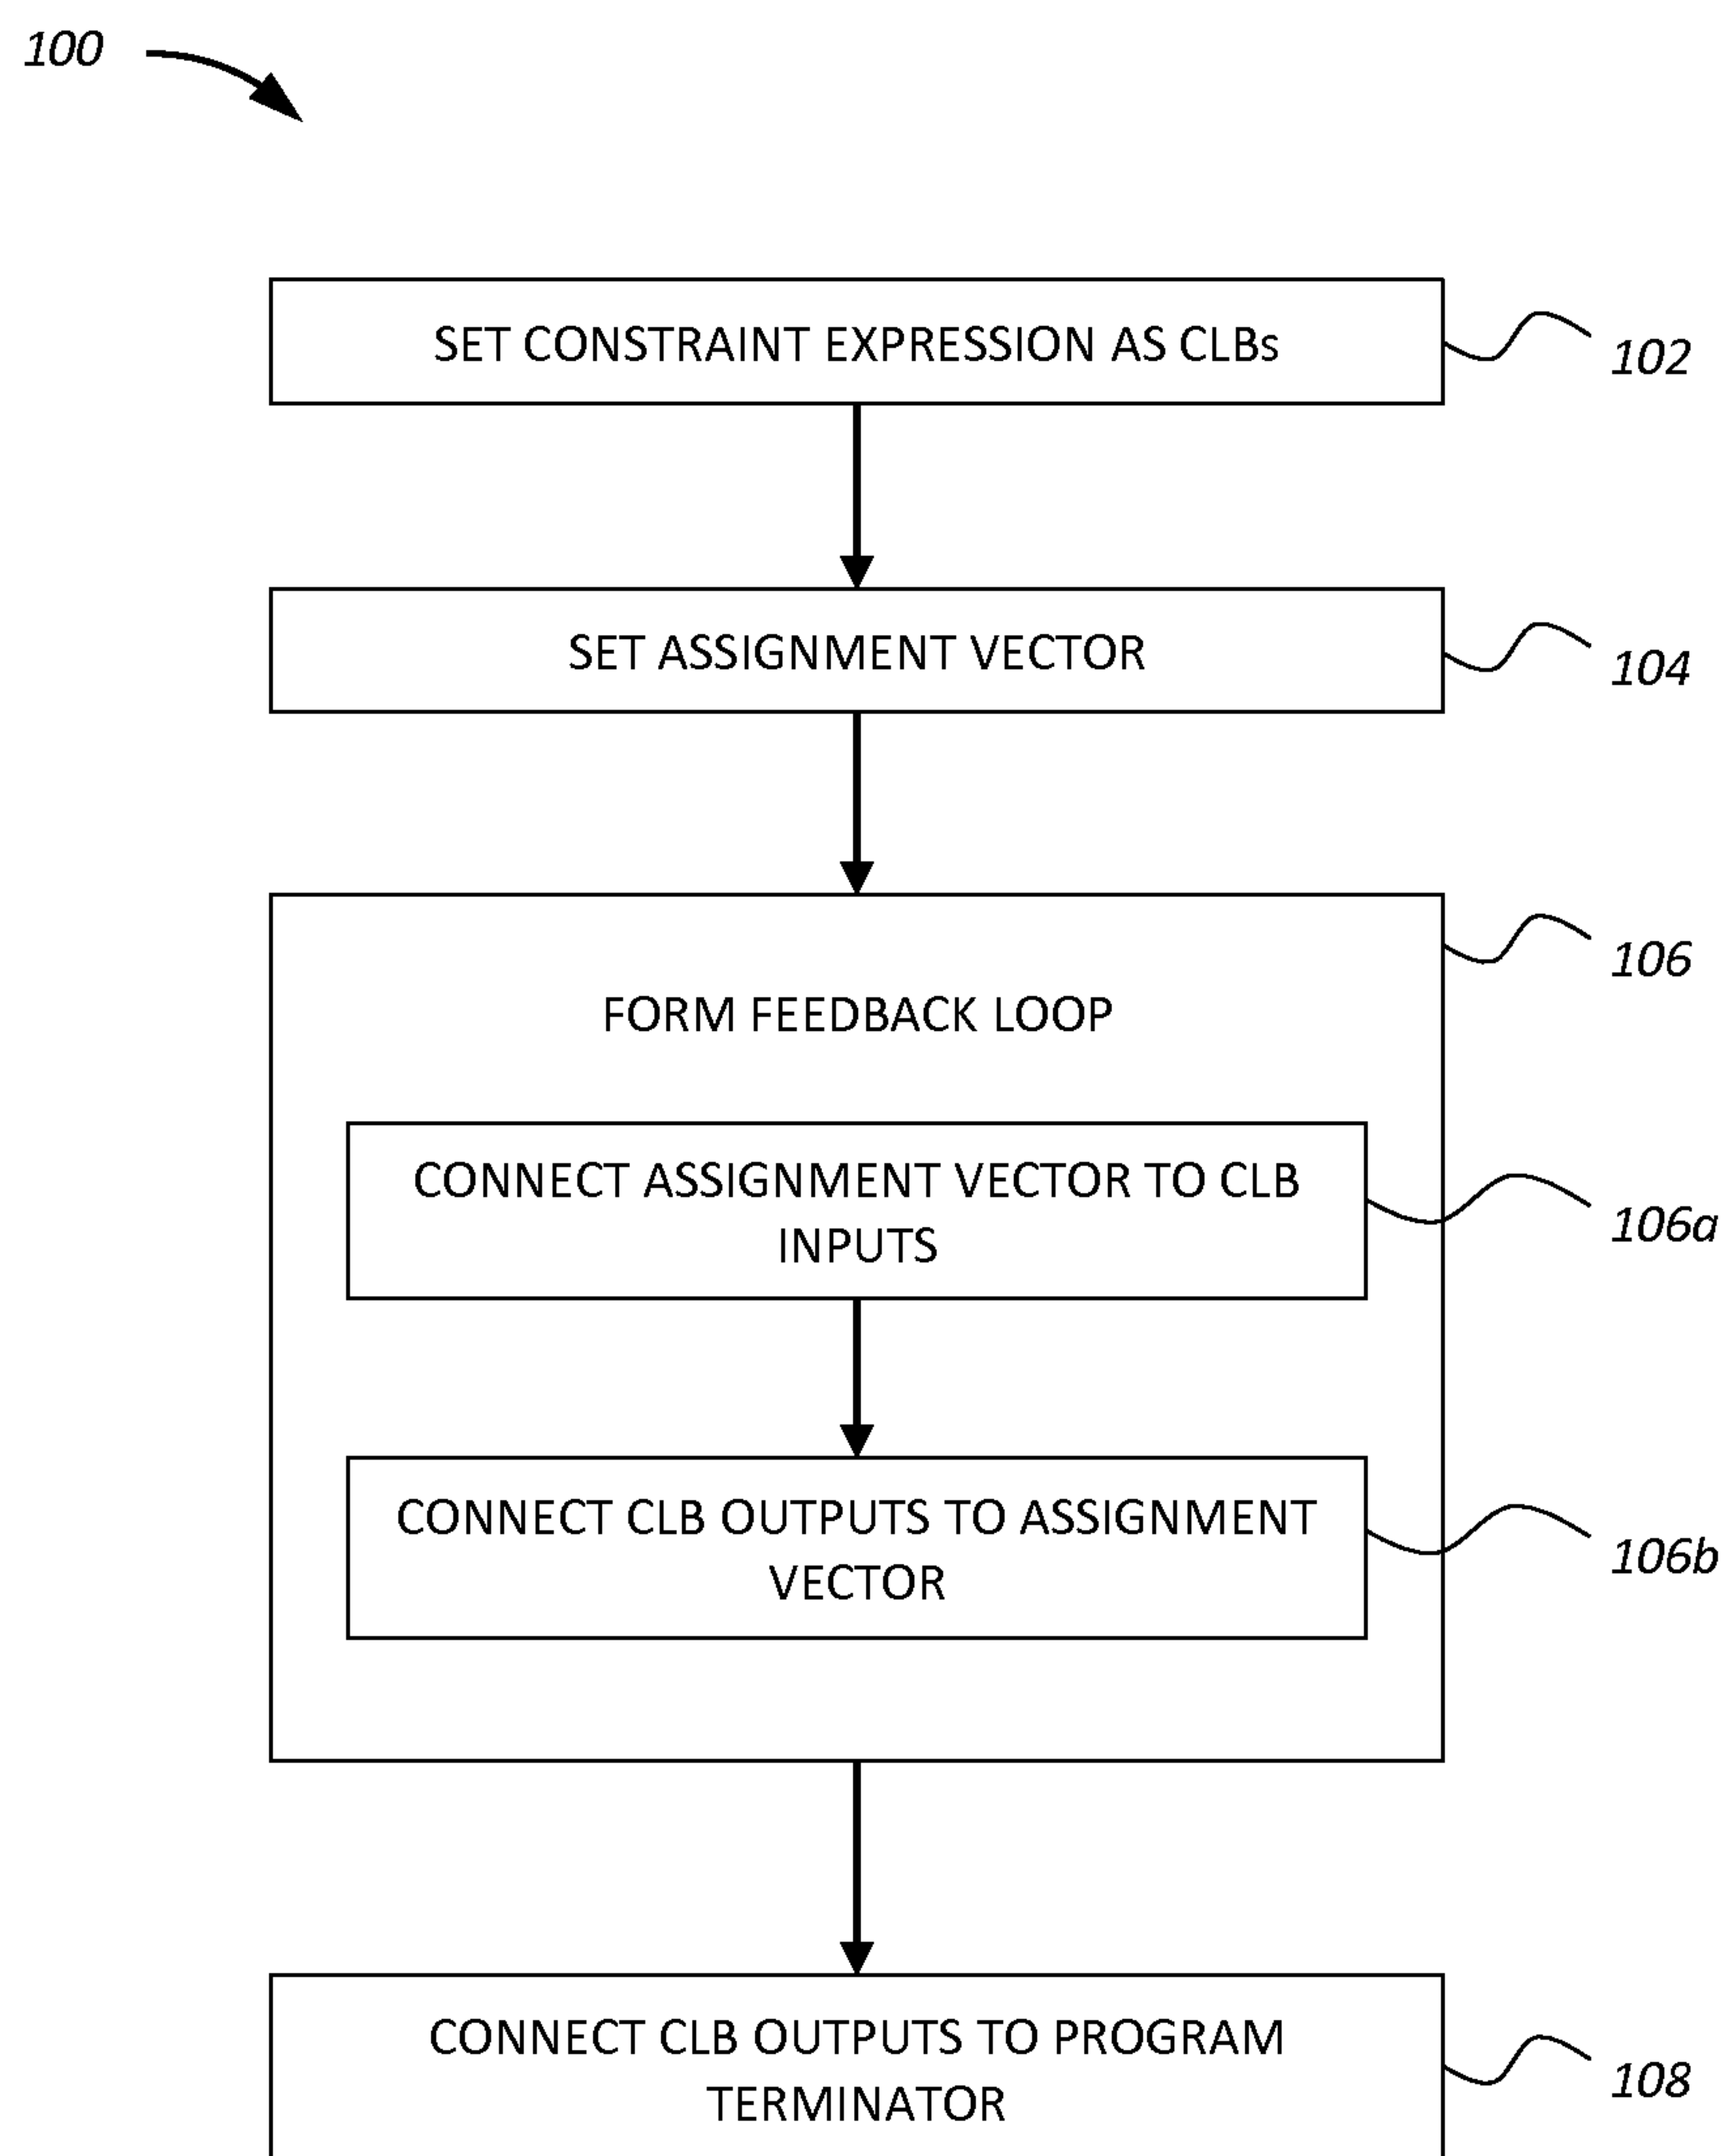 100
SET CONSTRAINT EXPRESSION AS CLBs
102
SET ASSIGNMENT VECTOR
104
106
FORM FEEDBACK LOOP
CONNECT ASSIGNMENT VECTOR TO CLB
INPUTS
106a
CONNECT CLB OUTPUTS TO ASSIGNMENT
VECTOR
106b
CONNECT CLB OUTPUTS TO PROGRAM
TERMINATOR
108